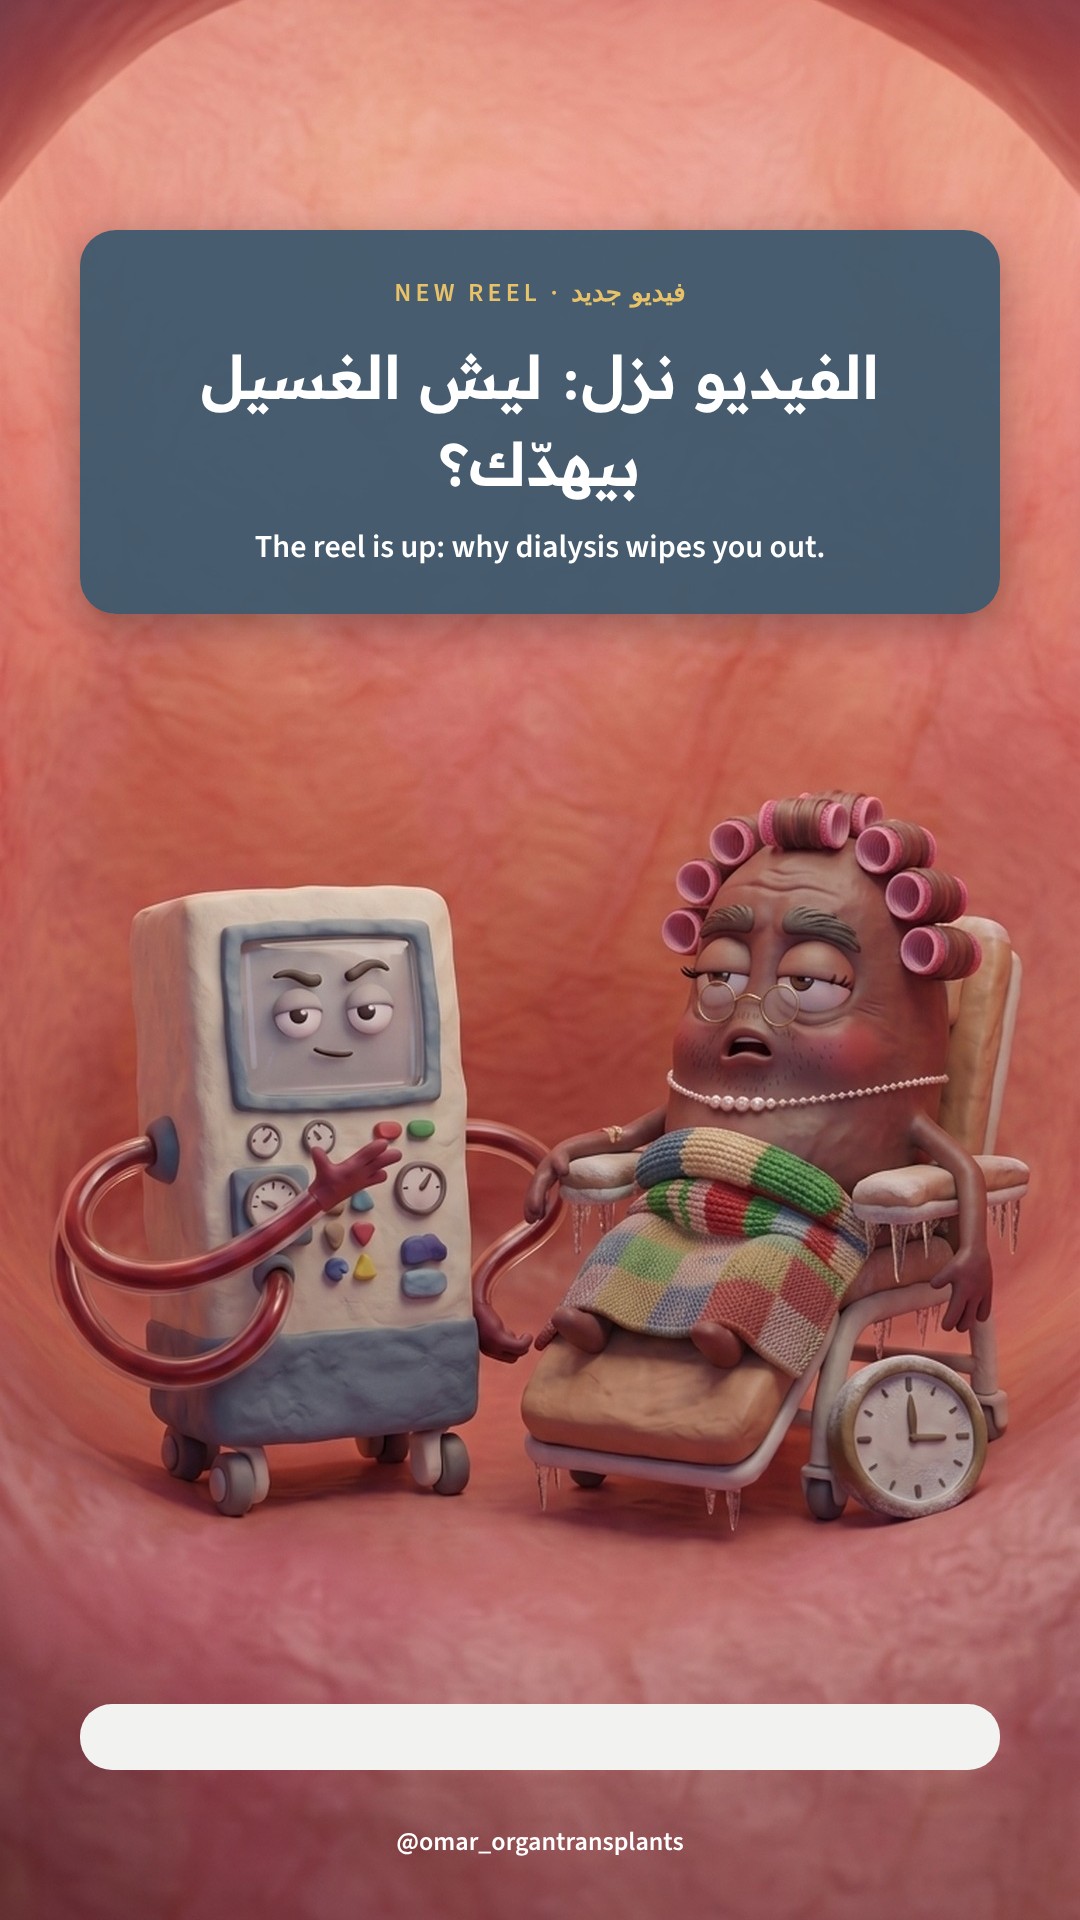 NEW REEL · فيديو جديد
الفيديو نزل: ليش الغسيل
بيهدّك؟
The reel is up: why dialysis wipes you out.
@omar_organtransplants